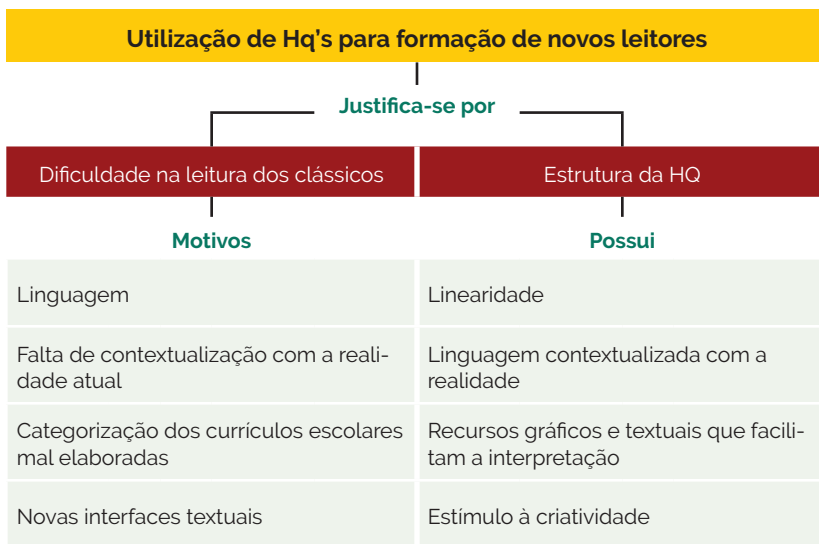 Utilização de Hq's para formação de novos leitores
Justifica-se por
Dificuldade na leitura dos clássicos
Estrutura da HQ
Motivos
Possui
Linguagem
Linearidade
Falta de contextualização com a reali-
dade atual
Linguagem contextualizada com a
realidade
Categorização dos currículos escolares
mal elaboradas
Recursos gráficos e textuais que facili-
tam a interpretação
Novas interfaces textuais
Estímulo à criatividade